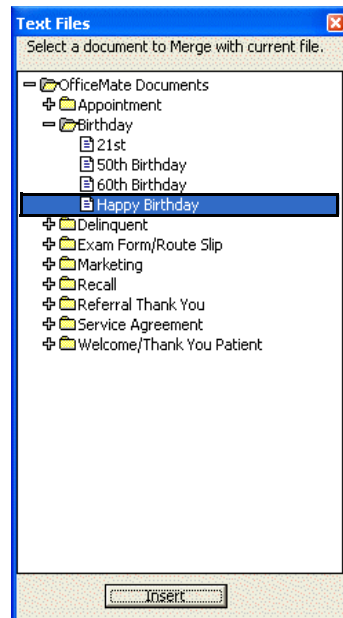 Text Files
Select a document to Merge with current file.
OfficeMate Documents
Appointment
Birthday
21st
50th Birthday
60th Birthday
Happy Birthday
Delinquent
Exam Form/Route Slip
Marketing
Recall
Referral Thank You
Service Agreement
Welcome/Thank You Patient
Insert